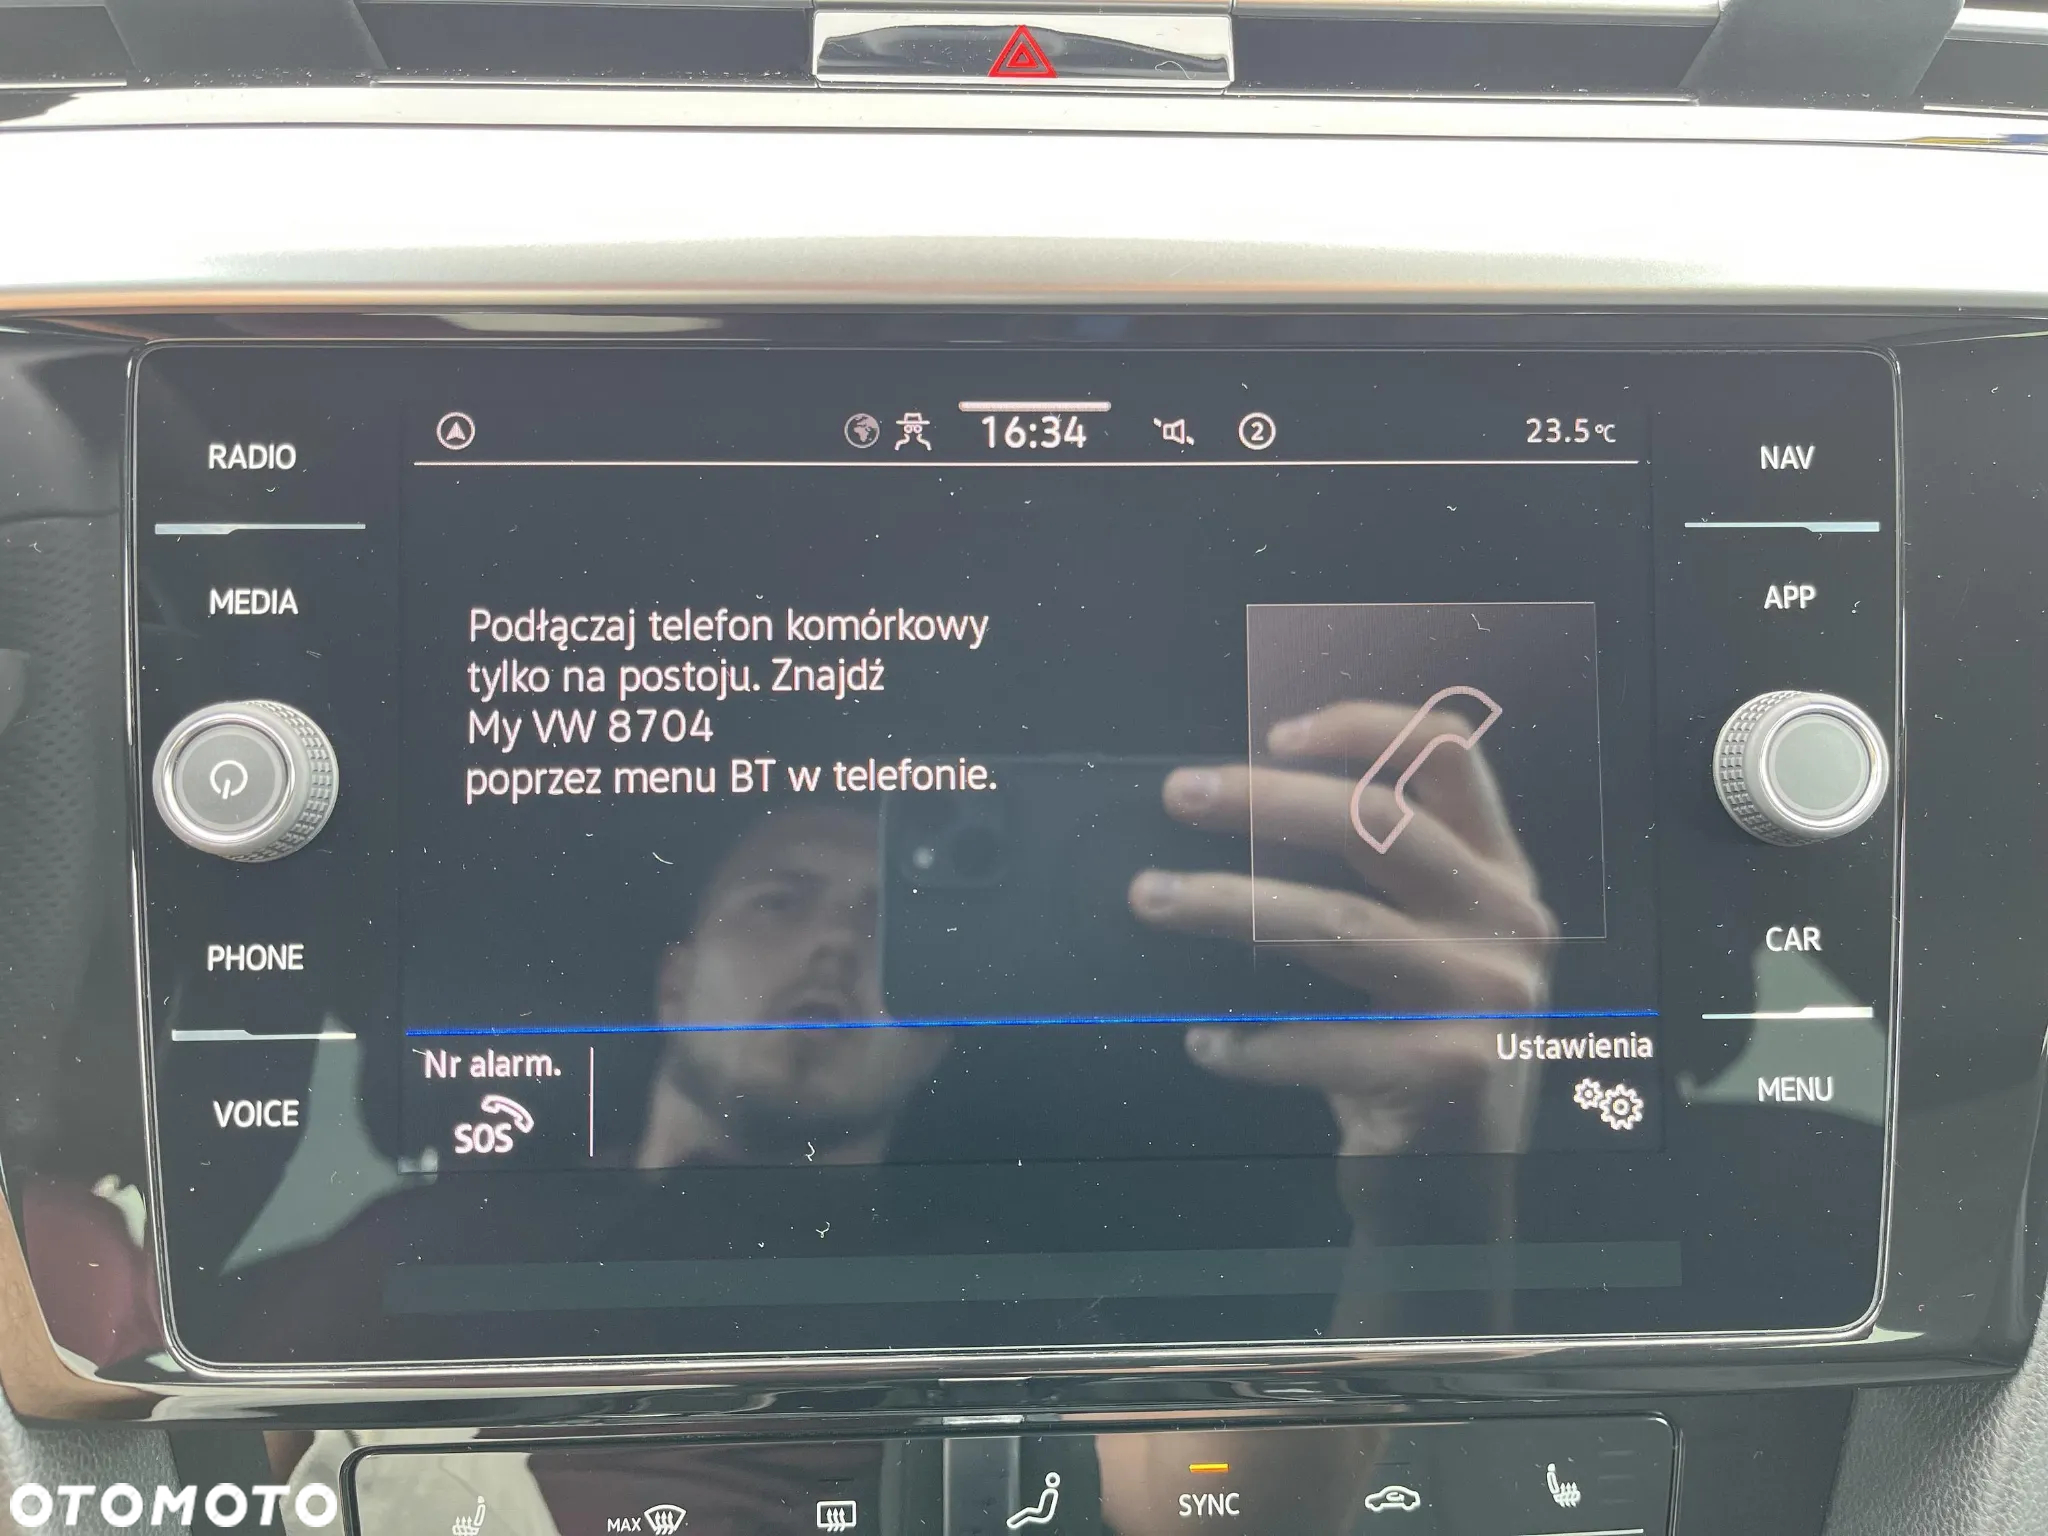 16:34
2
23.5°C
RADIO
NAV
MEDIA
APP
Podłączaj telefon komórkowy
tylko na postoju. Znajdź
My VW 8704
poprzez menu BT w telefonie.
PHONE
CAR
Nr alarm.
Ustawienia
SOS
VOICE
MENU
MAX
SYNC
OTOMOTO